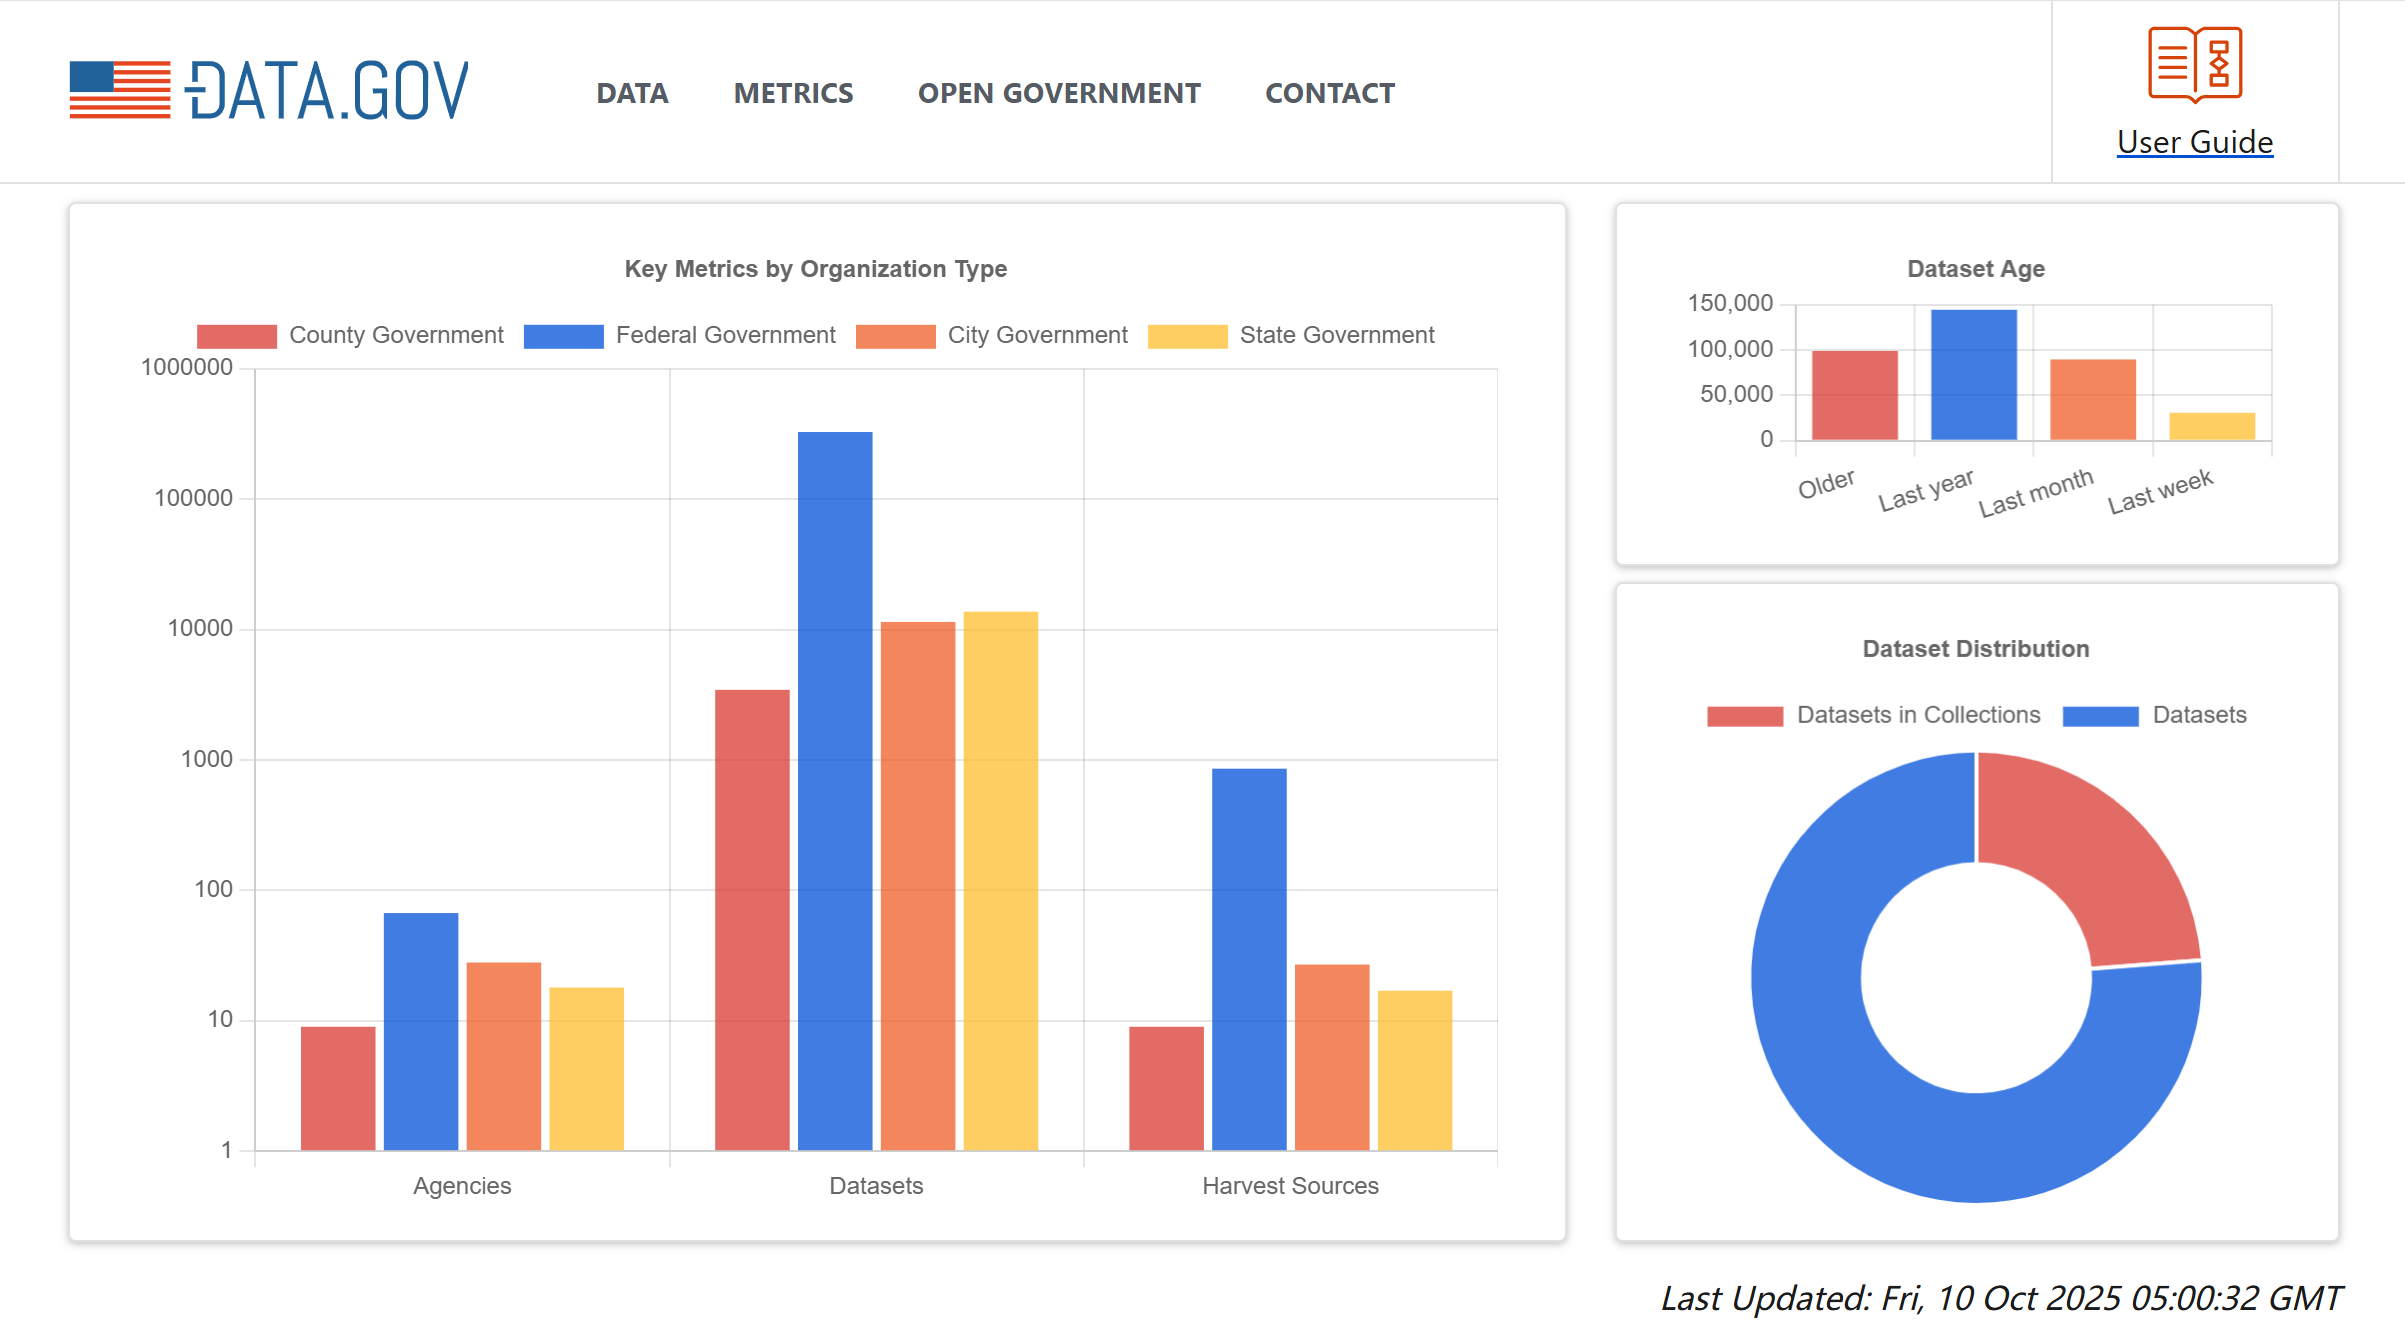 DATA.GOV
DATA METRICS OPEN GOVERNMENT CONTACT
User Guide
Key Metrics by Organization Type
County Government Federal Government City Government State Government
1000000
100000
10000
1000
100
10
1
Agencies Datasets Harvest Sources
Dataset Age
150,000
100,000
50,000
0
Older Last year Last month Last week
Dataset Distribution
Datasets in Collections Datasets
Last Updated: Fri, 10 Oct 2025 05:00:32 GMT